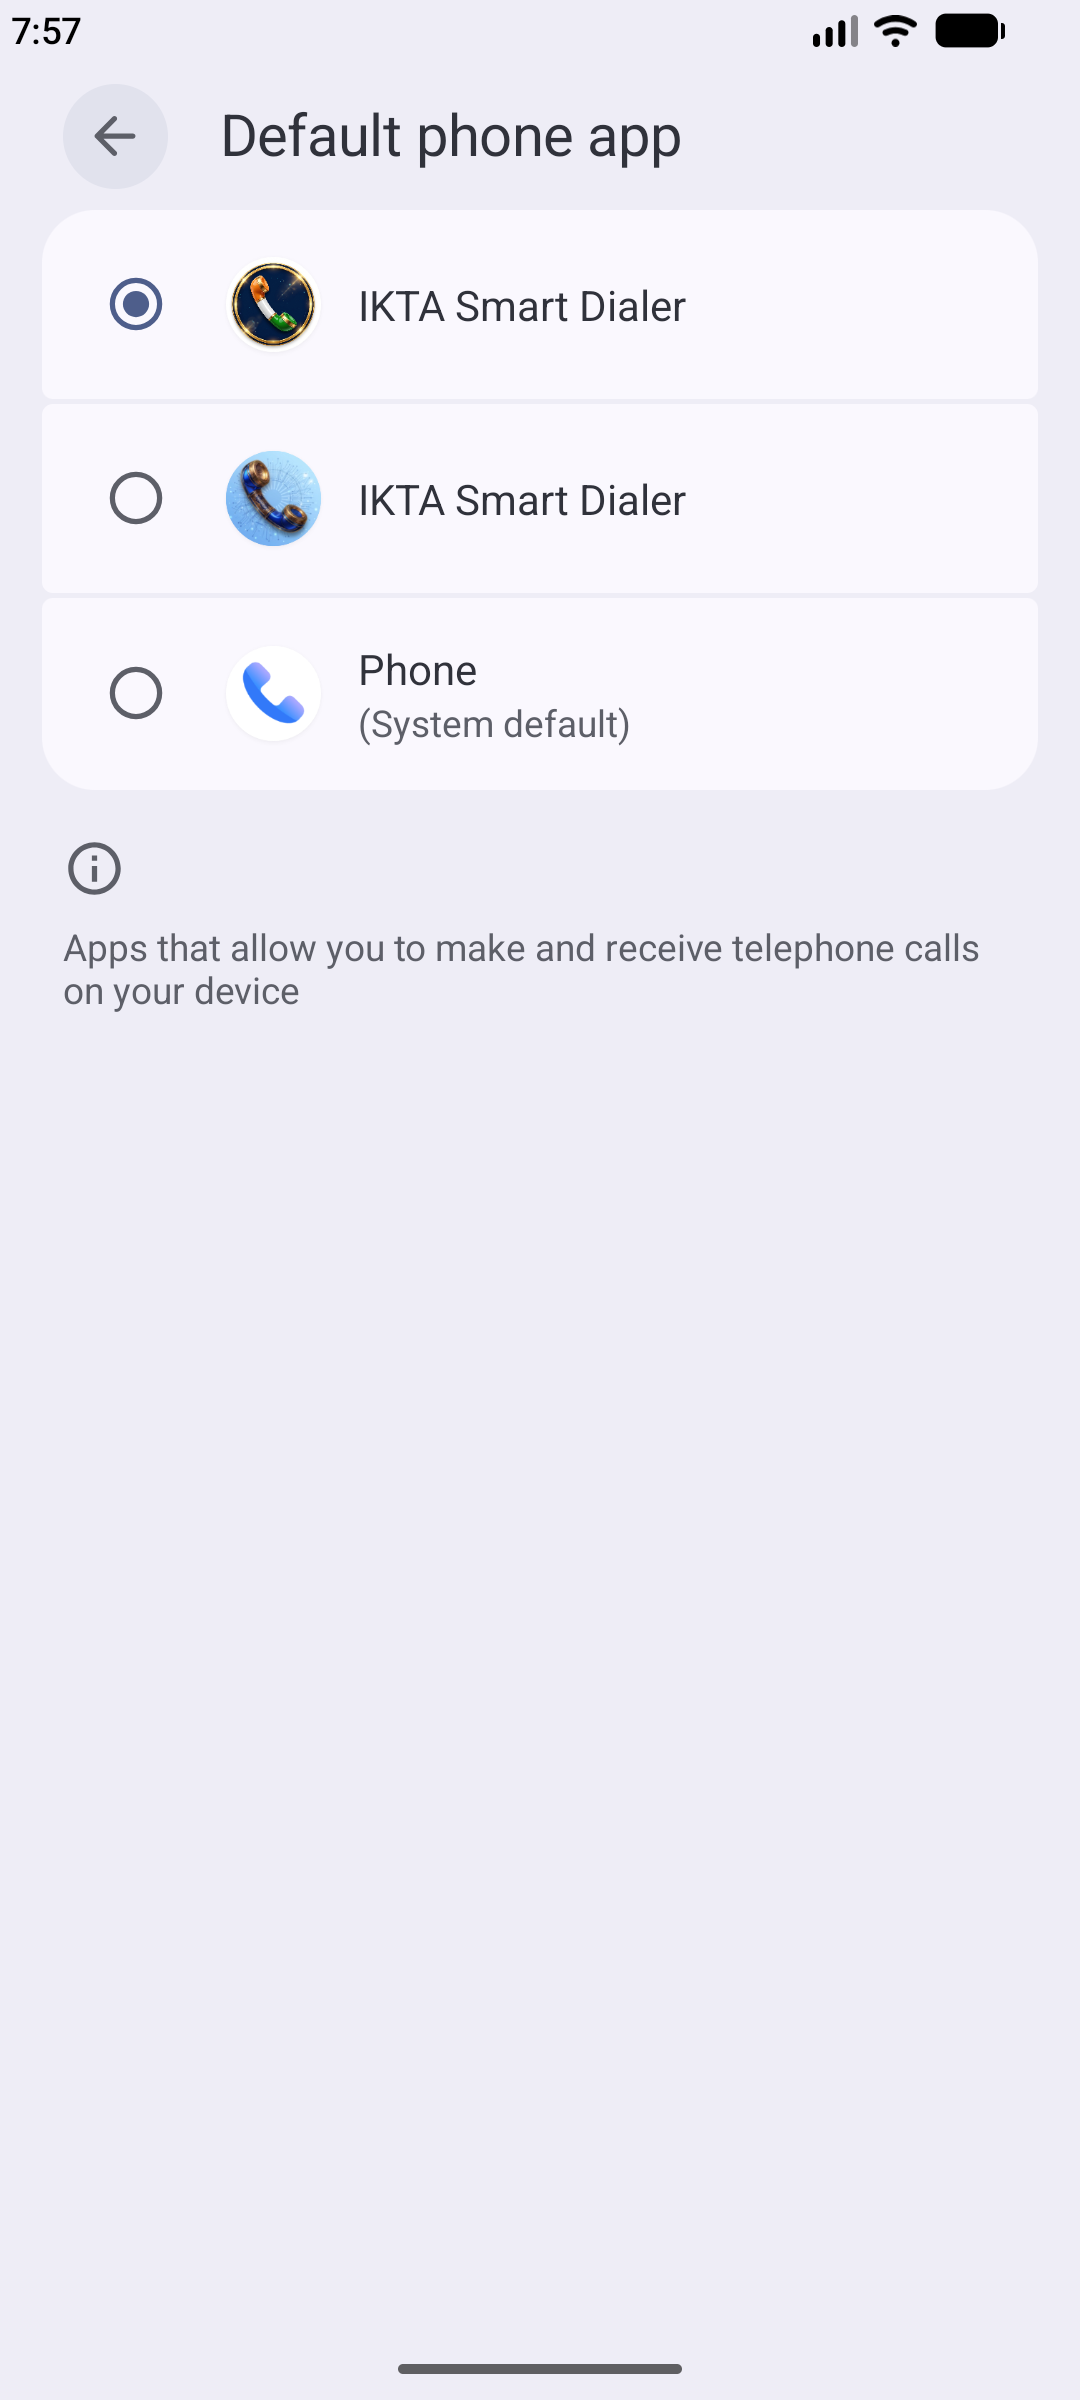 7:57
Default phone app
IKTA Smart Dialer
IKTA Smart Dialer
Phone
(System default)
Apps that allow you to make and receive telephone calls
on your device